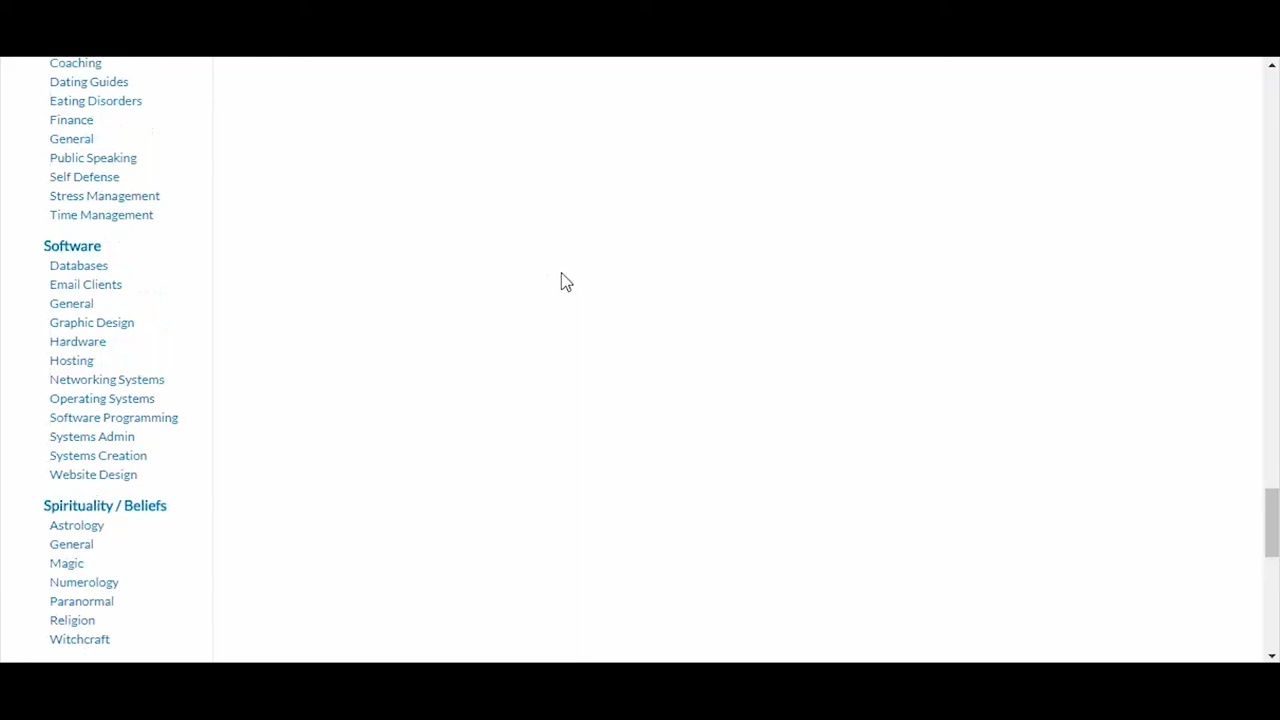 Coaching
Dating Guides
Eating Disorders
Finance
General
Public Speaking
Self Defense
Stress Management
Time Management
Software
Databases
Email Clients
General
Graphic Design
Hardware
Hosting
Networking Systems
Operating Systems
Software Programming
Systems Admin
Systems Creation
Website Design
Spirituality / Beliefs
Astrology
General
Magic
Numerology
Paranormal
Religion
Witchcraft